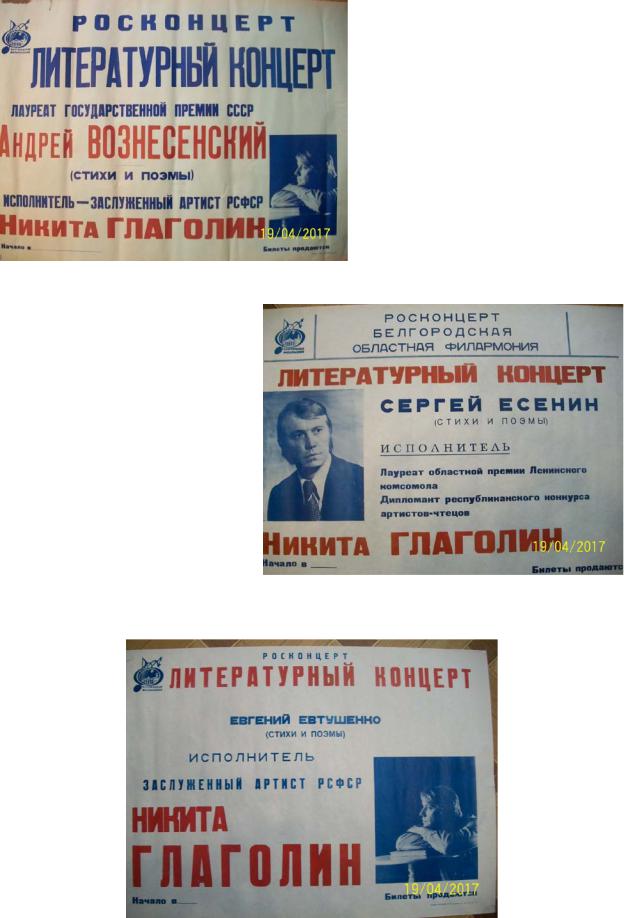 РОСКОНЦЕРТ
ЛИТЕРАТУРНЫЙ КОНЦЕРТ
ЛАУРЕАТ ГОСУДАРСТВЕННОЙ ПРЕМИИ СССР
АНДРЕЙ ВОЗНЕСЕНСКИЙ
(СТИХИ И ПОЭМЫ)
ИСПОЛНИТЕЛЬ — ЗАСЛУЖЕННЫЙ АРТИСТ РСФСР
НИКИТА ГЛАГОЛИН
19/04/2017
Начало в
Билеты продаются
РОСКОНЦЕРТ
БЕЛГОРОДСКАЯ
ОБЛАСТНАЯ ФИЛАРМОНИЯ
ЛИТЕРАТУРНЫЙ КОНЦЕРТ
СЕРГЕЙ ЕСЕНИН
(СТИХИ И ПОЭМЫ)
ИСПОЛНИТЕЛЬ
Лауреат областной премии Ленинского
комсомола
Дипломант республиканского конкурса
артистов-чтецов
НИКИТА ГЛАГОЛИН
19/04/2017
Начало в
Билеты продаются
РОСКОНЦЕРТ
ЛИТЕРАТУРНЫЙ КОНЦЕРТ
ЕВГЕНИЙ ЕВТУШЕНКО
(СТИХИ И ПОЭМЫ)
ИСПОЛНИТЕЛЬ
ЗАСЛУЖЕННЫЙ АРТИСТ РСФСР
НИКИТА
ГЛАГОЛИН
19/04/2017
Начало в
Билеты продаются